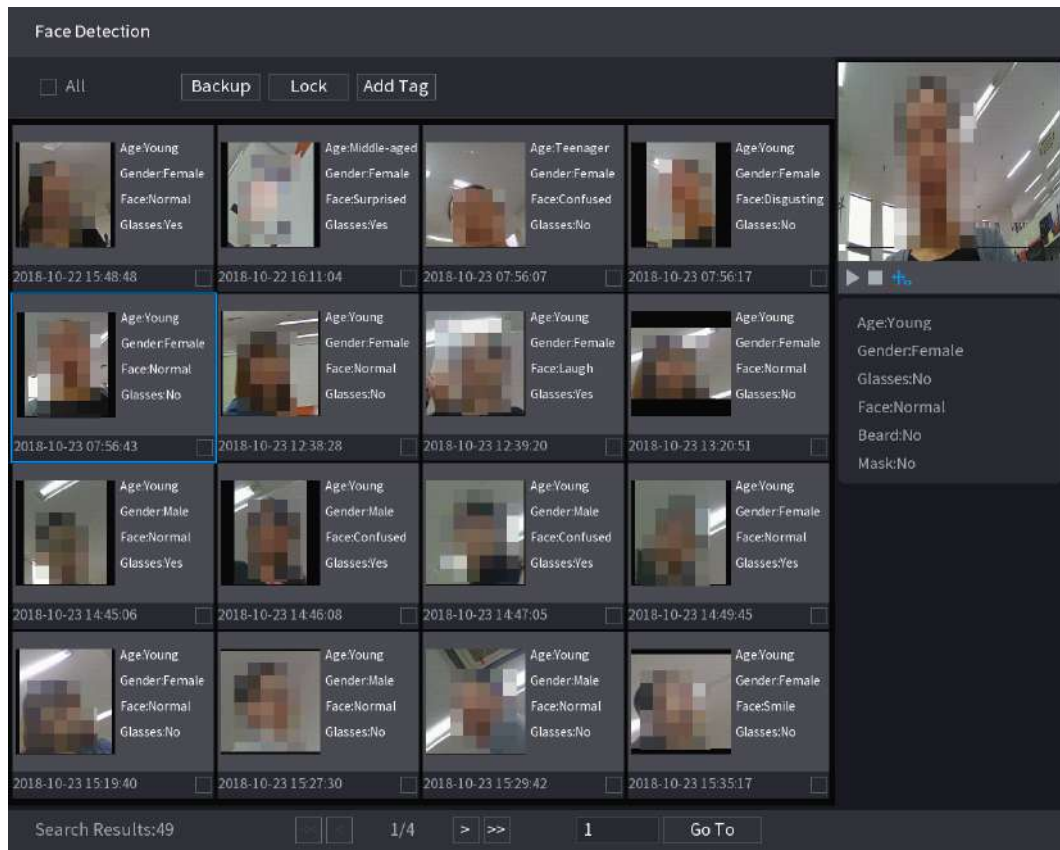 Face Detection
All
Backup
Lock
Add Tag
Age:Young
Gender:Female
Face:Normal
Glasses:Yes
2018-10-22 15:48:48
Age:Middle-aged
Gender:Female
Face:Surprised
Glasses:Yes
2018-10-22 16:11:04
Age:Teenager
Gender:Female
Face:Confused
Glasses:No
2018-10-23 07:56:07
Age:Young
Gender:Female
Face:Disgusting
Glasses:No
2018-10-23 07:56:17
Age:Young
Gender:Female
Face:Normal
Glasses:No
2018-10-23 07:56:43
Age:Young
Gender:Female
Face:Normal
Glasses:No
2018-10-23 12:38:28
Age:Young
Gender:Female
Face:Laugh
Glasses:Yes
2018-10-23 12:39:20
Age:Young
Gender:Female
Face:Normal
Glasses:No
2018-10-23 13:20:51
Age:Young
Gender:Male
Face:Normal
Glasses:Yes
2018-10-23 14:45:06
Age:Young
Gender:Male
Face:Confused
Glasses:Yes
2018-10-23 14:46:08
Age:Young
Gender:Male
Face:Confused
Glasses:Yes
2018-10-23 14:47:05
Age:Young
Gender:Female
Face:Normal
Glasses:Yes
2018-10-23 14:49:45
Age:Young
Gender:Female
Face:Normal
Glasses:No
2018-10-23 15:19:40
Age:Young
Gender:Male
Face:Normal
Glasses:No
2018-10-23 15:27:30
Age:Young
Gender:Male
Face:Normal
Glasses:No
2018-10-23 15:29:42
Age:Young
Gender:Female
Face:Smile
Glasses:No
2018-10-23 15:35:17
Age:Young
Gender:Female
Glasses:No
Face:Normal
Beard:No
Mask:No
Search Results:49
1/4
>
>>
1
Go To